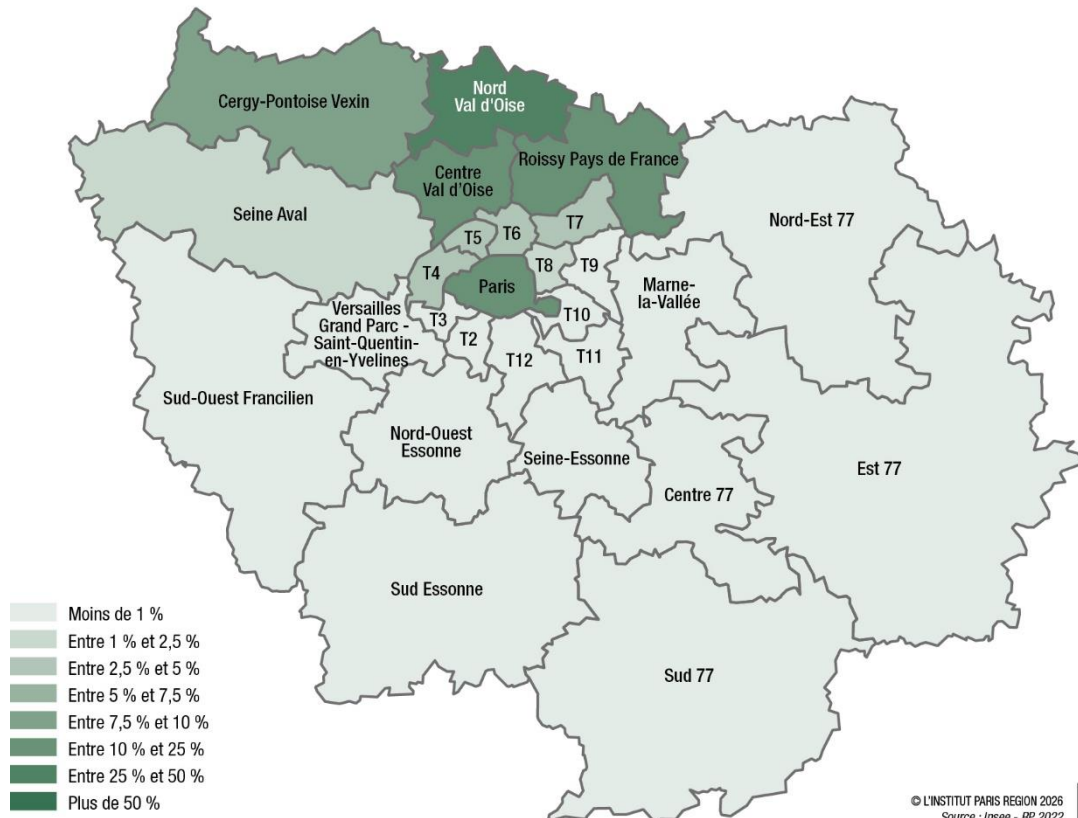 Cergy-Pontoise Vexin
Nord
Val d'Oise
Roissy Pays de France
Centre
Val d'Oise
Seine Aval
Nord-Est 77
T5
T6
T7
T4
T8
T9
Paris
Marne-
la-Vallée
Versailles
Grand Parc -
Saint-Quentin-
en-Yvelines
T3
T2
T10
T12
T11
Sud-Ouest Francilien
Nord-Ouest
Essonne
Seine-Essonne
Est 77
Centre 77
Sud Essonne
Sud 77
Moins de 1 %
Entre 1 % et 2,5 %
Entre 2,5 % et 5 %
Entre 5 % et 7,5 %
Entre 7,5 % et 10 %
Entre 10 % et 25 %
Entre 25 % et 50 %
Plus de 50 %
© L'INSTITUT PARIS REGION 2026
Source : Insee - RP 2022